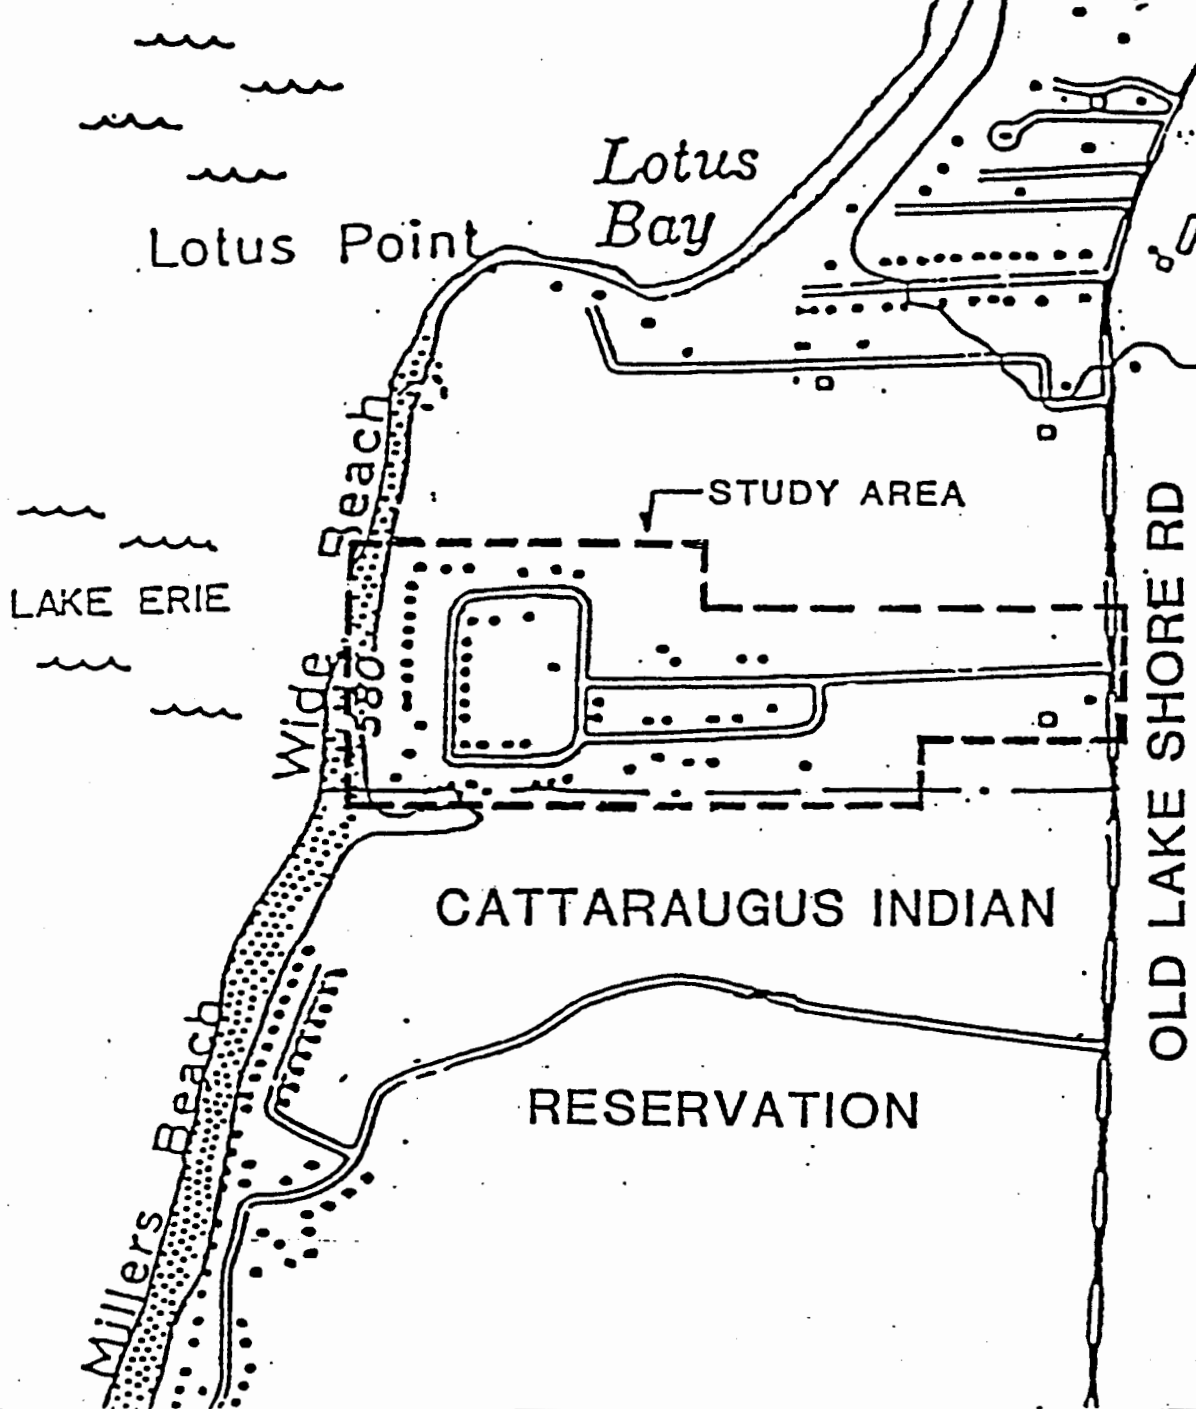 Lotus
Bay
Lotus Point
Wide Beach
STUDY AREA
LAKE ERIE
580
OLD LAKE SHORE RD
CATTARAUGUS INDIAN
RESERVATION
Millers Beach